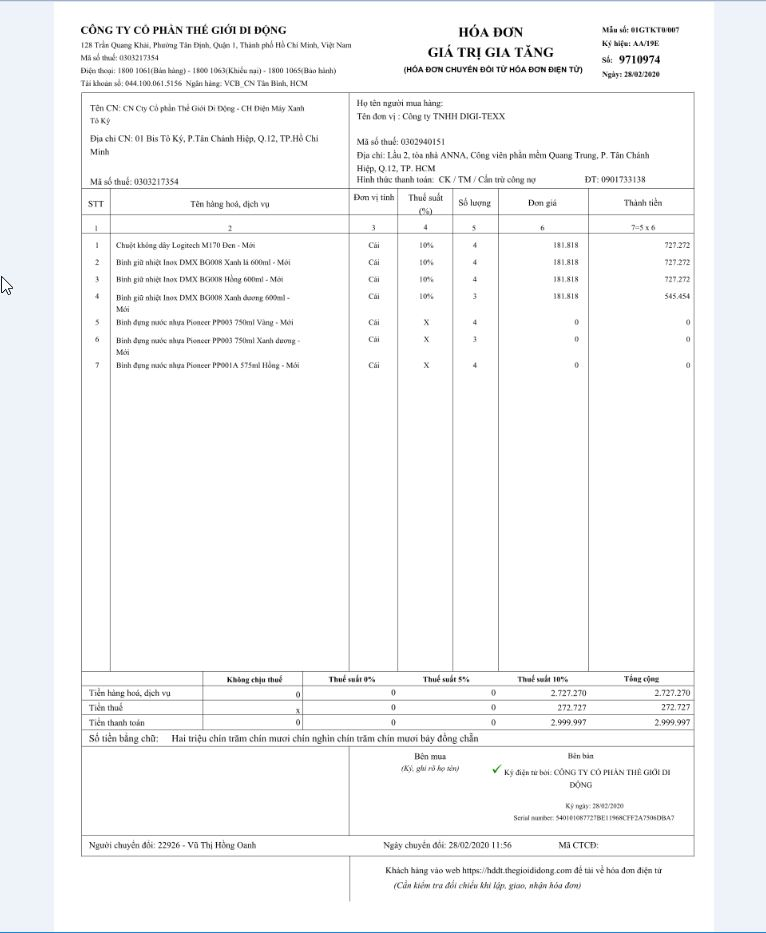 CÔNG TY CỔ PHẦN THẾ GIỚI DI ĐỘNG
128 Trần Quang Khải, Phường Tân Định, Quận 1, Thành phố Hồ Chí Minh, Việt Nam
Mã số thuế: 0303217354
Điện thoại: 1800 1061(Bán hàng) - 1800 1063(Khiếu nại) - 1800 1065(Bảo hành)
Tài khoản số: 044.100.061.5156 Ngân hàng: VCB_CN Tân Bình, HCM
HÓA ĐƠN
GIÁ TRỊ GIA TĂNG
(HÓA ĐƠN CHUYỂN ĐỔI TỪ HÓA ĐƠN ĐIỆN TỬ)
Mẫu số: 01GTKT0/007
Ký hiệu: AA/19E
Số: 9710974
Ngày: 28/02/2020
Tên CN: CN Cty Cổ phần Thế Giới Di Động - CH Điện Máy Xanh
Tô Ký
Địa chỉ CN: 01 Bis Tô Ký, P.Tân Chánh Hiệp, Q.12, TP.Hồ Chí
Minh
Mã số thuế: 0303217354
Họ tên người mua hàng:
Tên đơn vị : Công ty TNHH DIGI-TEXX
Mã số thuế: 0302940151
Địa chỉ: Lầu 2, tòa nhà ANNA, Công viên phần mềm Quang Trung, P. Tân Chánh
Hiệp, Q.12, TP. HCM
Hình thức thanh toán: CK / TM / Cấn trừ công nợ ĐT: 0901733138
STT Tên hàng hoá, dịch vụ Đơn vị tính Thuế suất (%) Số lượng Đơn giá Thành tiền
1 2 3 4 5 6 7=5 x 6
1 Chuột không dây Logitech M170 Đen - Mới Cái 10% 4 181.818 727.272
2 Bình giữ nhiệt Inox DMX BG008 Xanh lá 600ml - Mới Cái 10% 4 181.818 727.272
3 Bình giữ nhiệt Inox DMX BG008 Hồng 600ml - Mới Cái 10% 4 181.818 727.272
4 Bình giữ nhiệt Inox DMX BG008 Xanh dương 600ml - Cái 10% 3 181.818 545.454
Mới
5 Bình đựng nước nhựa Pioneer PP003 750ml Vàng - Mới Cái X 4 0 0
6 Bình đựng nước nhựa Pioneer PP003 750ml Xanh dương - Cái X 3 0 0
Mới
7 Bình đựng nước nhựa Pioneer PP001A 575ml Hồng - Mới Cái X 4 0 0
Không chịu thuế Thuế suất 0% Thuế suất 5% Thuế suất 10% Tổng cộng
Tiền hàng hoá, dịch vụ 0 0 0 2.727.270 2.727.270
Tiền thuế x 0 0 272.727 272.727
Tiền thanh toán 0 0 0 2.999.997 2.999.997
Số tiền bằng chữ: Hai triệu chín trăm chín mươi chín nghìn chín trăm chín mươi bảy đồng chẵn
Bên mua
(Ký, ghi rõ họ tên)
Bên bán
Ký điện tử bởi: CÔNG TY CỔ PHẦN THẾ GIỚI DI
ĐỘNG
Ký ngày: 28/02/2020
Serial number: 540101087727BE11968CFF2A7506DBA7
Người chuyển đổi: 22926 - Vũ Thị Hồng Oanh Ngày chuyển đổi: 28/02/2020 11:56 Mã CTCĐ:
Khách hàng vào web https://hddt.thegioididong.com để tải về hóa đơn điện tử
(Cần kiểm tra đối chiếu khi lập, giao, nhận hóa đơn)